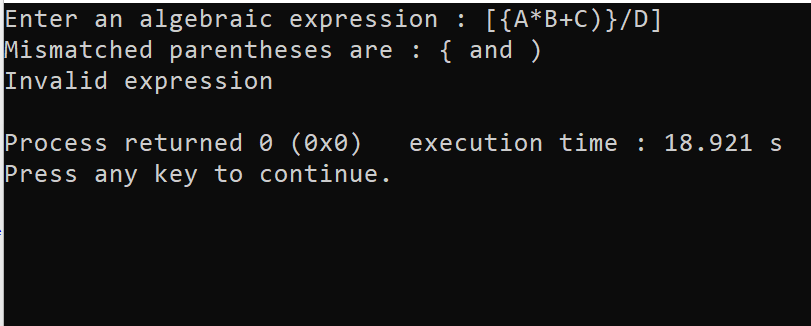 Enter an algebraic expression : [{A*B+C)}/D]
Mismatched parentheses are : { and )
Invalid expression
Process returned 0 (0x0)   execution time : 18.921 s
Press any key to continue.